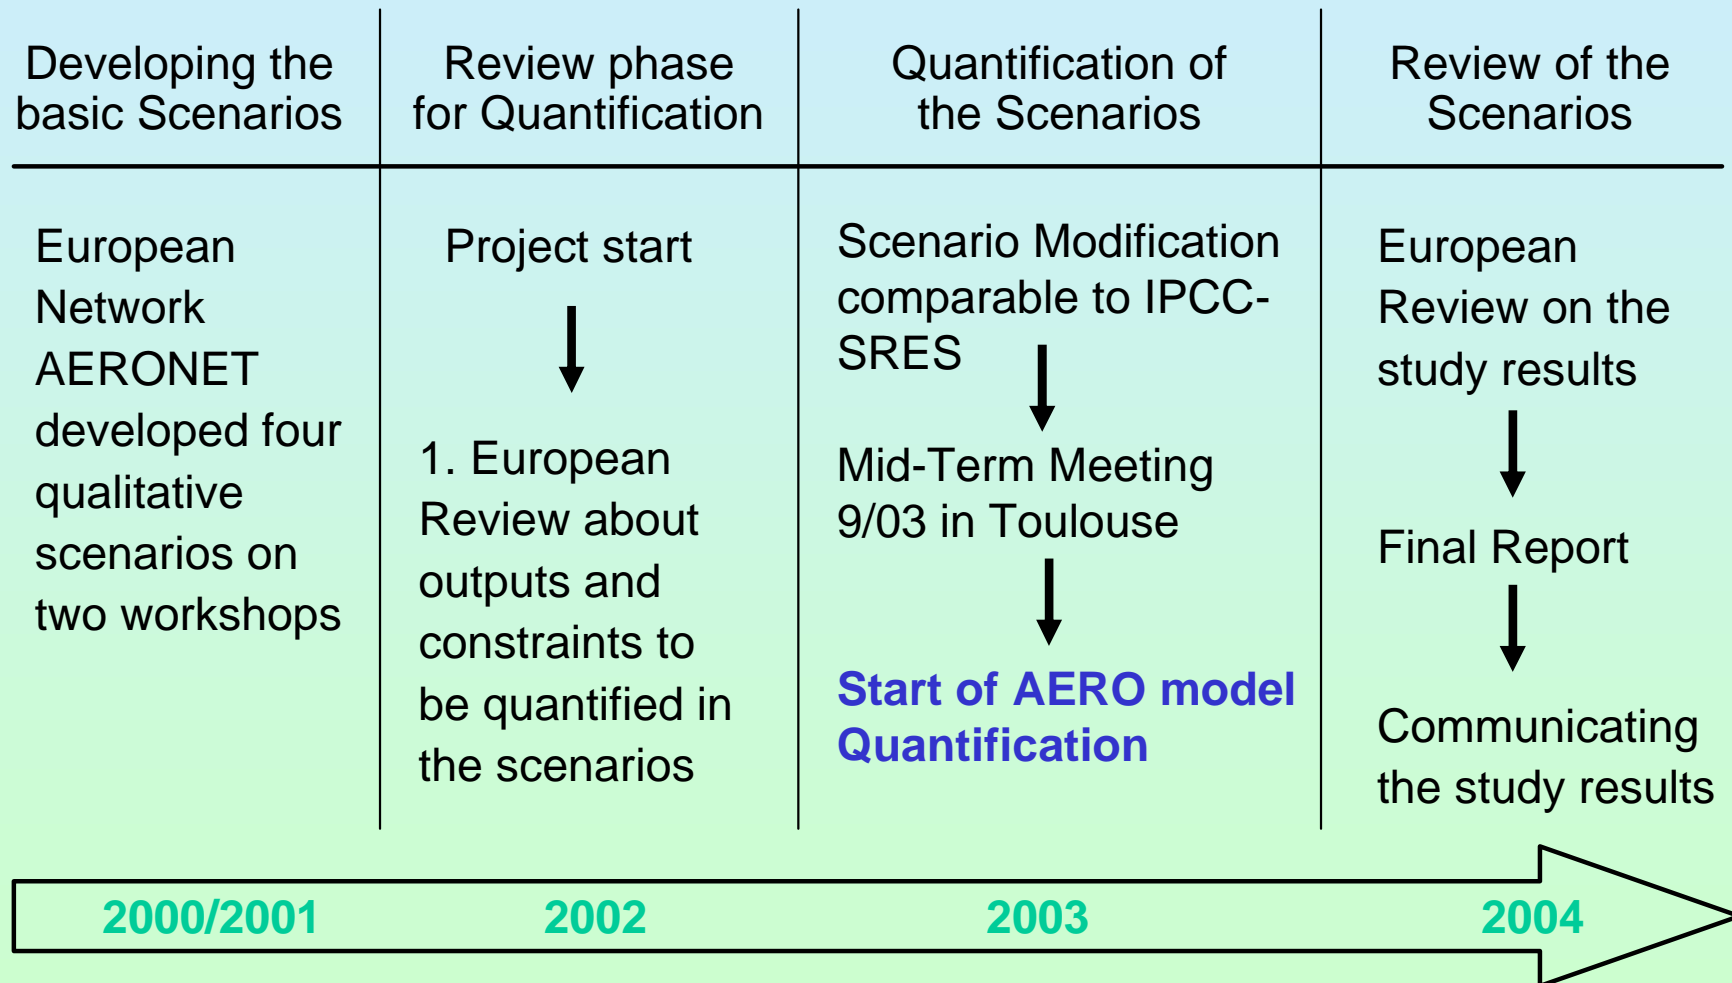 Developing the
basic Scenarios
Review phase
for Quantification
Quantification of
the Scenarios
Review of the
Scenarios
European
Network
AERONET
developed four
qualitative
scenarios on
two workshops
Project start
1. European
Review about
outputs and
constraints to
be quantified in
the scenarios
Scenario Modification
comparable to IPCC-
SRES
Mid-Term Meeting
9/03 in Toulouse
Start of AERO model
Quantification
European
Review on the
study results
Final Report
Communicating
the study results
2000/2001
2002
2003
2004